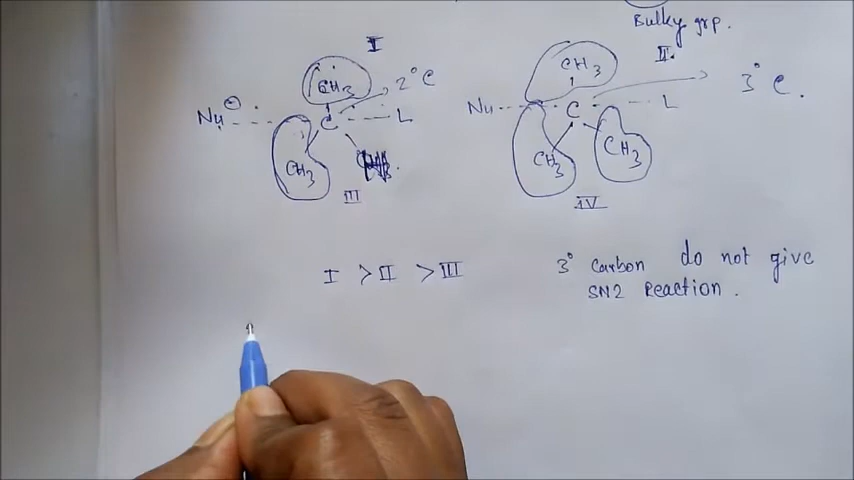 Bulky grp.
I
II.
CH3
2° C
Nu⊖
C
L
CH3
III
CH3
3° C.
Nu
C
L
CH3
CH3
IV
I > II > III
3° Carbon do not give
SN2 Reaction.